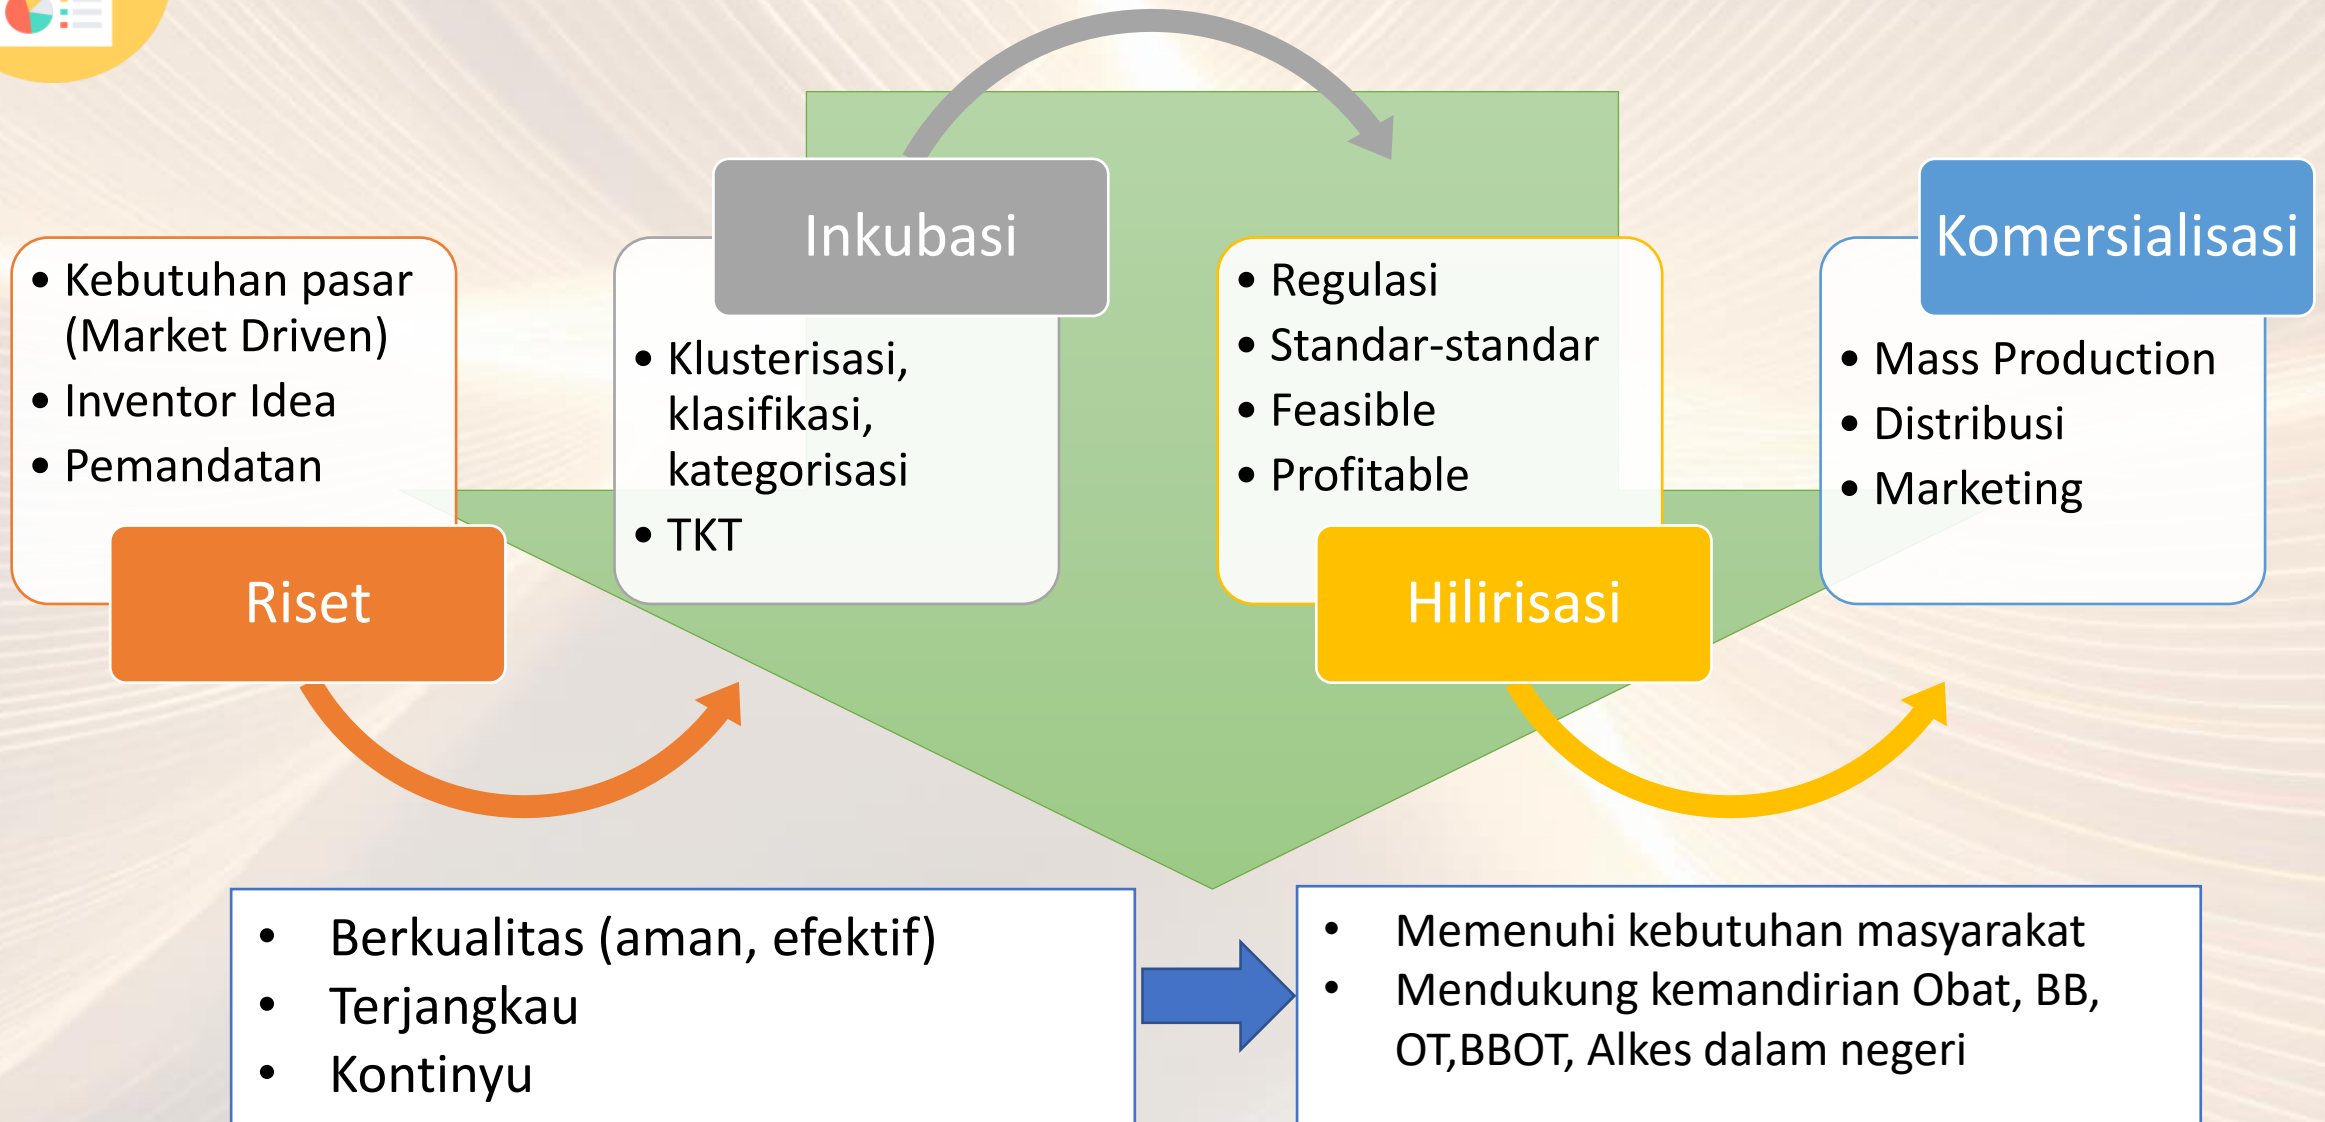 • Kebutuhan pasar
(Market Driven)
• Inventor Idea
• Pemandatan
Riset
Inkubasi
• Klusterisasi,
klasifikasi,
kategorisasi
• TKT
• Regulasi
• Standar-standar
• Feasible
• Profitable
Hilirisasi
Komersialisasi
• Mass Production
• Distribusi
• Marketing
• Berkualitas (aman, efektif)
• Terjangkau
• Kontinyu
• Memenuhi kebutuhan masyarakat
• Mendukung kemandirian Obat, BB,
OT,BBOT, Alkes dalam negeri